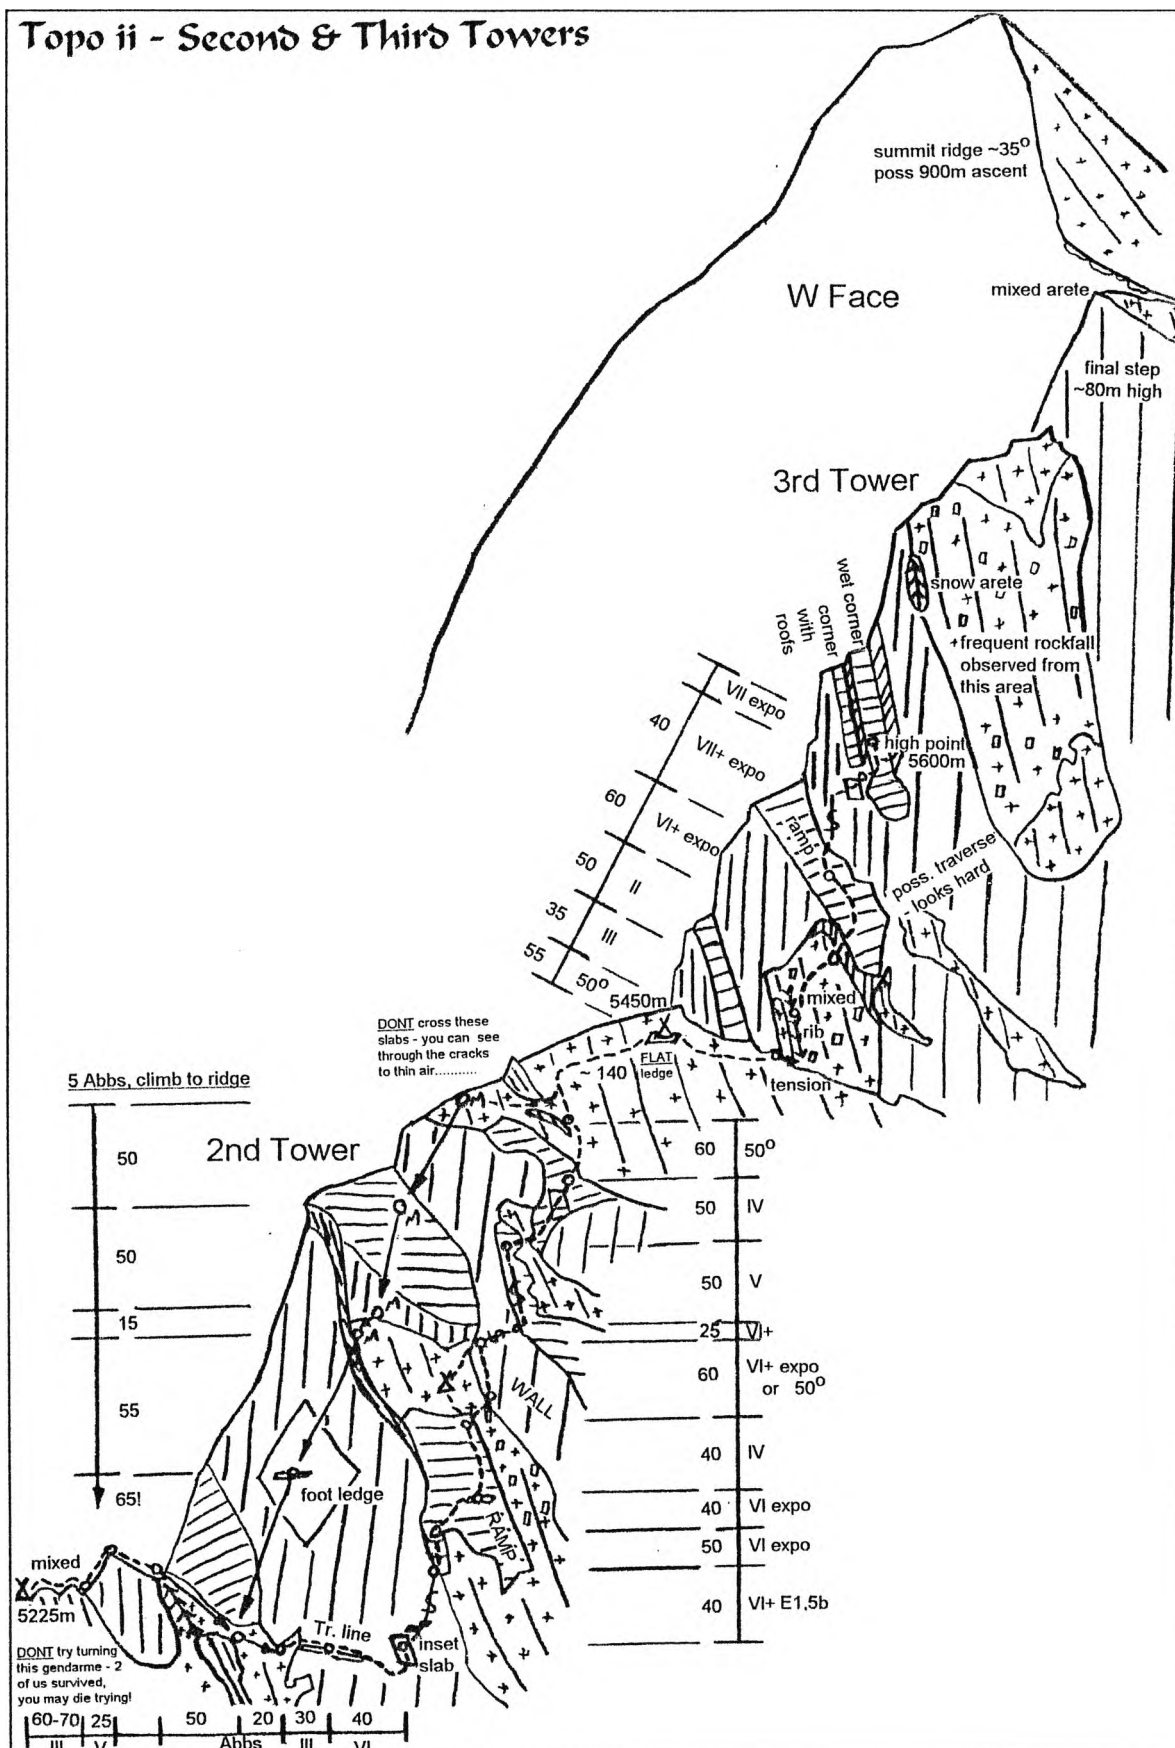 Topo ii - Second & Third Towers
summit ridge ~35°
poss 900m ascent
W Face
mixed arete
final step
~80m high
3rd Tower
snow arete
wet corner
corner
with
roofs
frequent rockfall
observed from
this area
high point
~ 5600m
ramp
poss. traverse
- looks hard
VII expo
40
VII+ expo
60
VI+ expo
50
II
35
III
55
50°
5450m
mixed
rib
FLAT
ledge
~ 140
tension
DONT cross these
slabs - you can see
through the cracks
to thin air...........
5 Abbs, climb to ridge
50
50
15
55
65!
2nd Tower
60 50°
50 IV
50 V
25 VI+
60 VI+ expo
or 50°
40 IV
40 VI expo
50 VI expo
40 VI+ E1,5b
WALL
RAMP
foot ledge
mixed
5225m
Tr. line
inset
slab
DONT try turning
this gendarme - 2
of us survived,
you may die trying!
60-70 25 50 20 30 40
III V Abbs III VI